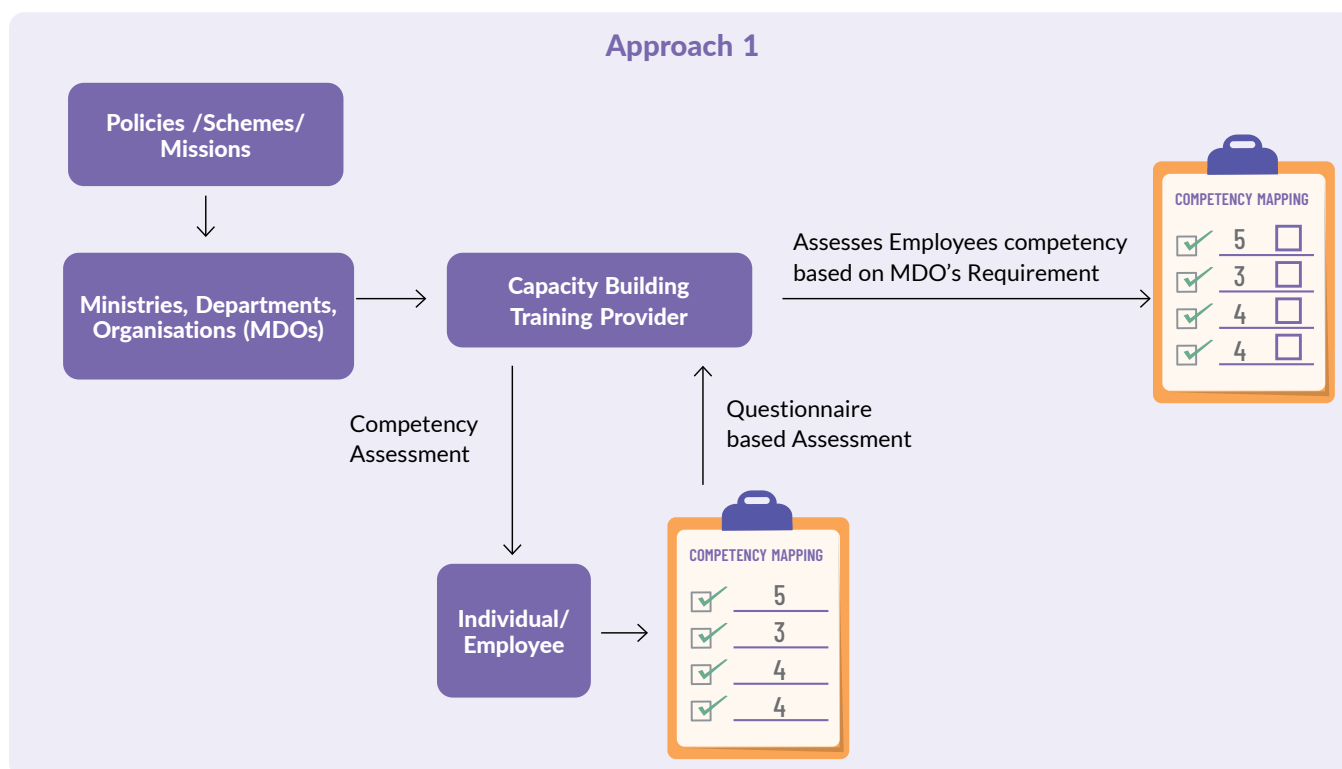 Approach 1
Policies /Schemes/
Missions
Ministries, Departments,
Organisations (MDOs)
Capacity Building
Training Provider
Assesses Employees competency
based on MDO's Requirement
COMPETENCY MAPPING
5
3
4
4
Competency
Assessment
Questionnaire
based Assessment
Individual/
Employee
COMPETENCY MAPPING
5
3
4
4